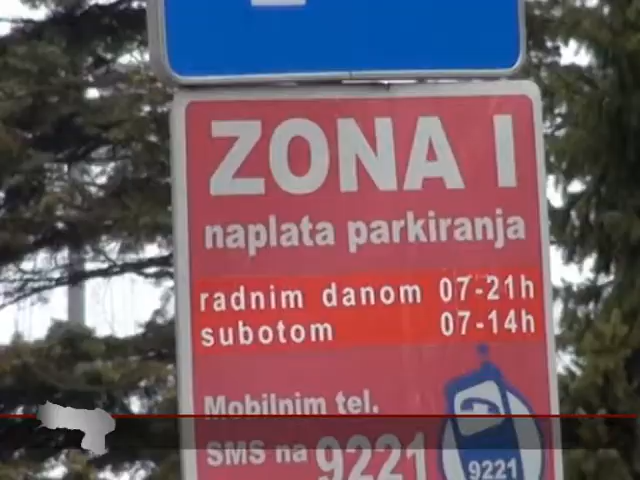 ZONA I
naplata parkiranja
radnim danom 07-21h
subotom 07-14h
Mobilnim tel.
SMS na 9221
9221